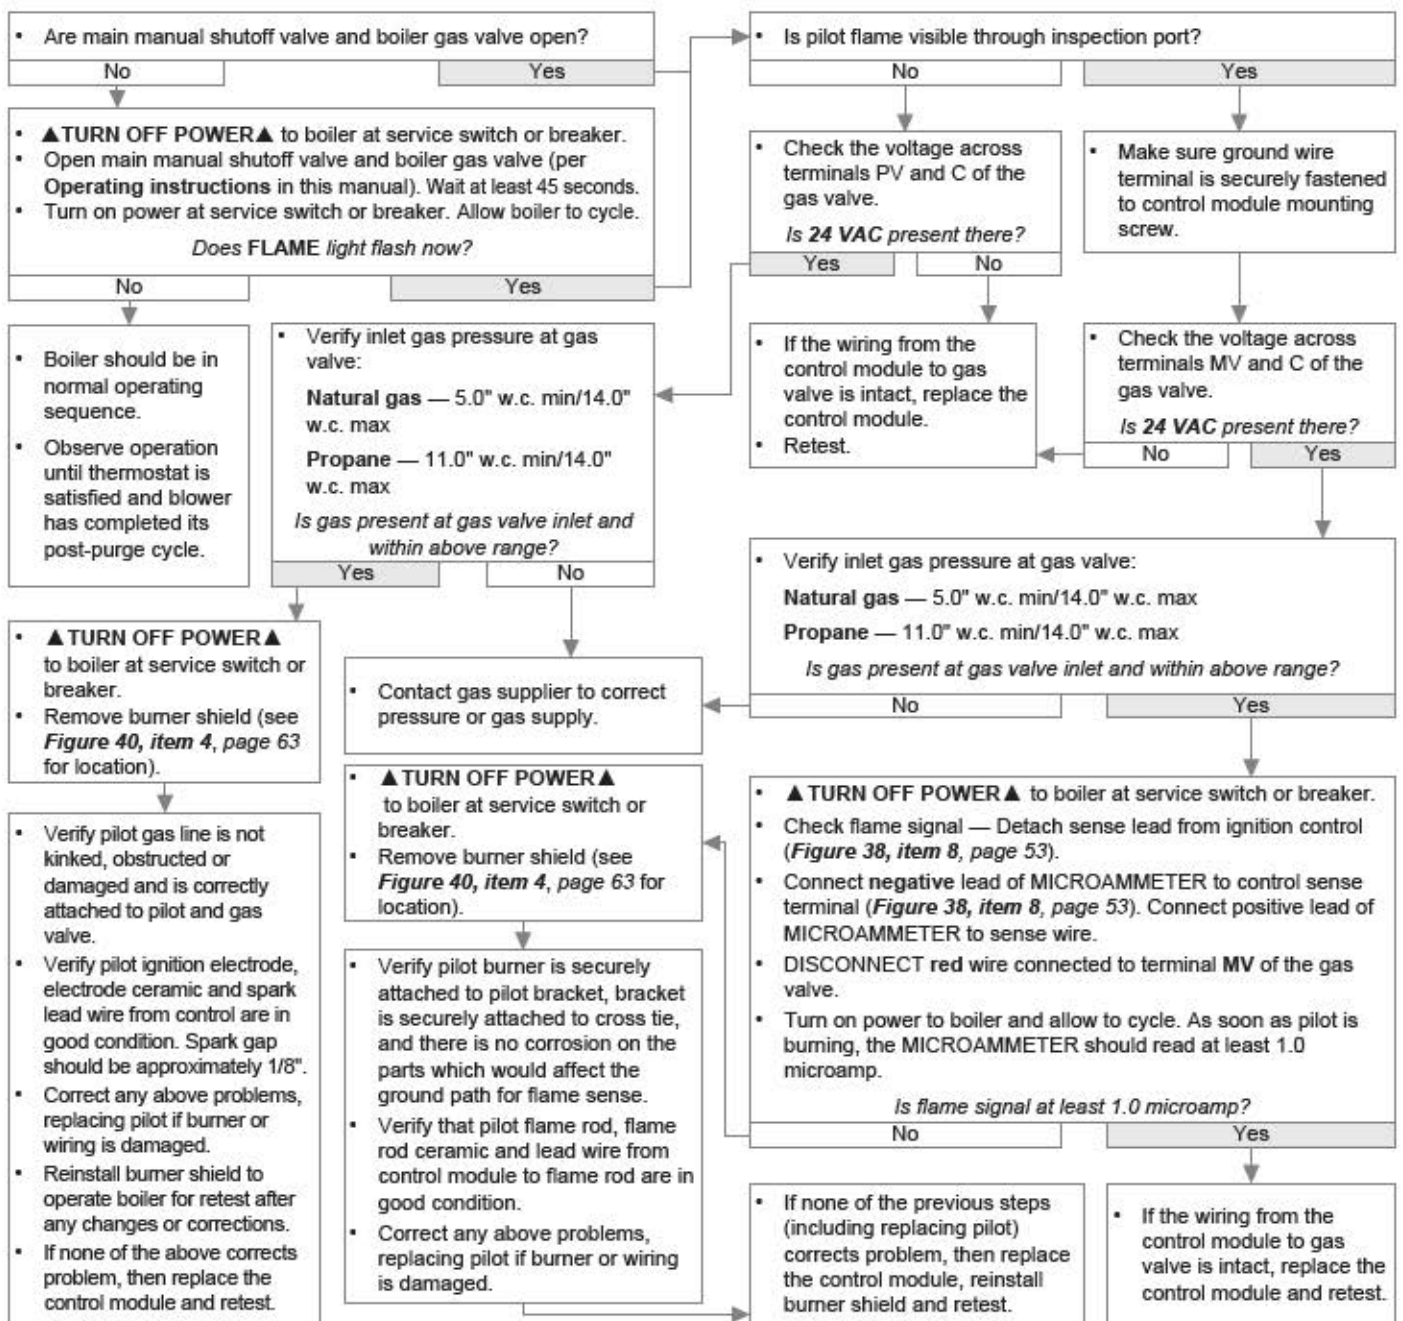 • Are main manual shutoff valve and boiler gas valve open?
No
Yes
• ▲TURN OFF POWER▲ to boiler at service switch or breaker.
• Open main manual shutoff valve and boiler gas valve (per
Operating instructions in this manual). Wait at least 45 seconds.
• Turn on power at service switch or breaker. Allow boiler to cycle.
Does FLAME light flash now?
No
Yes
• Boiler should be in
normal operating
sequence.
• Observe operation
until thermostat is
satisfied and blower
has completed its
post-purge cycle.
• Verify inlet gas pressure at gas
valve:
Natural gas — 5.0" w.c. min/14.0"
w.c. max
Propane — 11.0" w.c. min/14.0"
w.c. max
Is gas present at gas valve inlet and
within above range?
Yes
No
• ▲TURN OFF POWER▲
to boiler at service switch or
breaker.
• Remove burner shield (see
Figure 40, item 4, page 63
for location).
• Verify pilot gas line is not
kinked, obstructed or
damaged and is correctly
attached to pilot and gas
valve.
• Verify pilot ignition electrode,
electrode ceramic and spark
lead wire from control are in
good condition. Spark gap
should be approximately 1/8".
• Correct any above problems,
replacing pilot if burner or
wiring is damaged.
• Reinstall burner shield to
operate boiler for retest after
any changes or corrections.
• If none of the above corrects
problem, then replace the
control module and retest.
• Contact gas supplier to correct
pressure or gas supply.
• ▲TURN OFF POWER▲
to boiler at service switch or
breaker.
• Remove burner shield (see
Figure 40, item 4, page 63 for
location).
• Verify pilot burner is securely
attached to pilot bracket, bracket
is securely attached to cross tie,
and there is no corrosion on the
parts which would affect the
ground path for flame sense.
• Verify that pilot flame rod, flame
rod ceramic and lead wire from
control module to flame rod are in
good condition.
• Correct any above problems,
replacing pilot if burner or wiring
is damaged.
• Is pilot flame visible through inspection port?
No
Yes
• Check the voltage across
terminals PV and C of the
gas valve.
Is 24 VAC present there?
Yes
No
• Make sure ground wire
terminal is securely fastened
to control module mounting
screw.
• If the wiring from the
control module to gas
valve is intact, replace the
control module.
• Retest.
• Check the voltage across
terminals MV and C of the
gas valve.
Is 24 VAC present there?
No
Yes
• Verify inlet gas pressure at gas valve:
Natural gas — 5.0" w.c. min/14.0" w.c. max
Propane — 11.0" w.c. min/14.0" w.c. max
Is gas present at gas valve inlet and within above range?
No
Yes
• ▲TURN OFF POWER▲ to boiler at service switch or breaker.
• Check flame signal — Detach sense lead from ignition control
(Figure 38, item 8, page 53).
• Connect negative lead of MICROAMMETER to control sense
terminal (Figure 38, item 8, page 53). Connect positive lead of
MICROAMMETER to sense wire.
• DISCONNECT red wire connected to terminal MV of the gas
valve.
• Turn on power to boiler and allow to cycle. As soon as pilot is
burning, the MICROAMMETER should read at least 1.0
microamp.
Is flame signal at least 1.0 microamp?
No
Yes
• If none of the previous steps
(including replacing pilot)
corrects problem, then replace
the control module, reinstall
burner shield and retest.
• If the wiring from the
control module to gas
valve is intact, replace the
control module and retest.